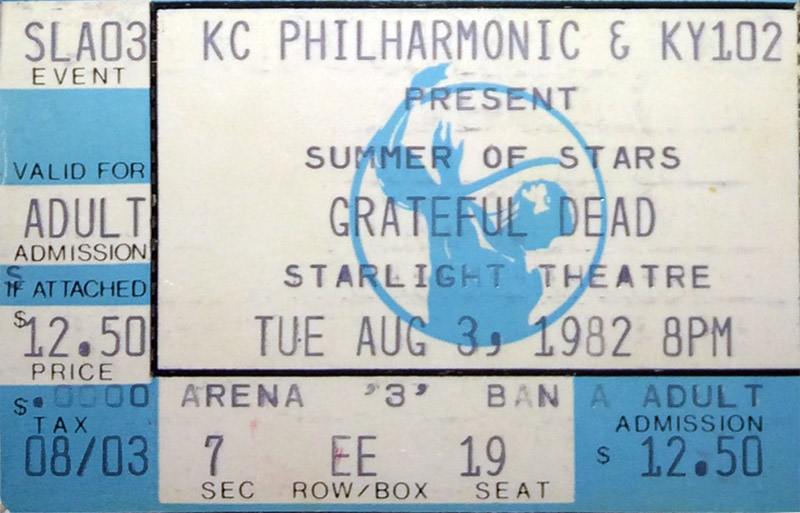 SLA03
EVENT
VALID FOR
ADULT
ADMISSION
IF ATTACHED
$12.50
PRICE
$.0000
TAX
08/03
KC PHILHARMONIC & KY102
PRESENT
SUMMER OF STARS
GRATEFUL DEAD
STARLIGHT THEATRE
TUE AUG 3, 1982 8PM
ARENA '3' BAN A ADULT
ADMISSION
7 EE 19 $ 12.50
SEC ROW/BOX SEAT